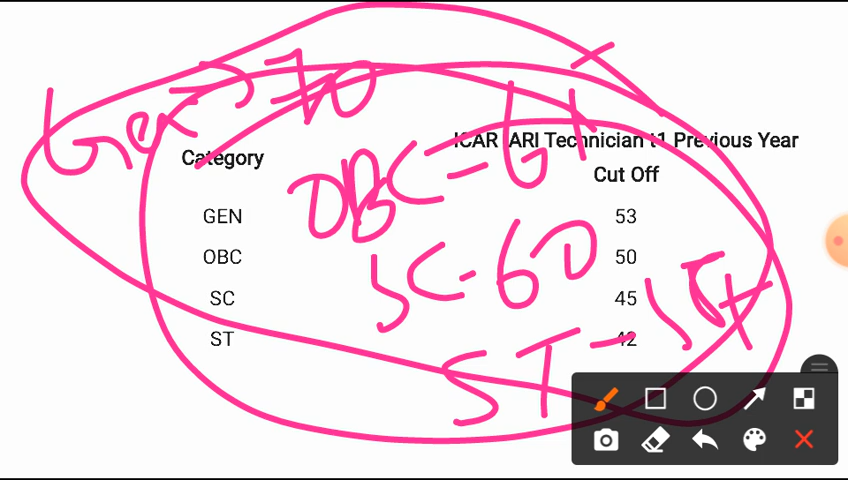 Gen 70
Category
ICAR IARI Technician t1 Previous Year
Cut Off
OBC - 67
GEN 53
OBC 50
SC - 60
SC 45
ST 42
ST -